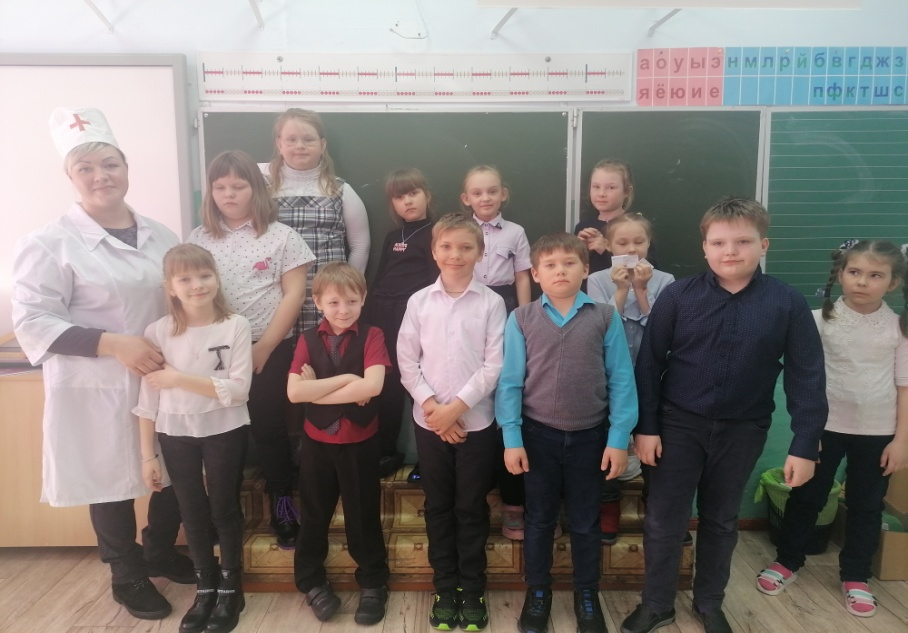 а о у ы э н м л р й б в г д ж з
я ё ю и е п ф к т ш с